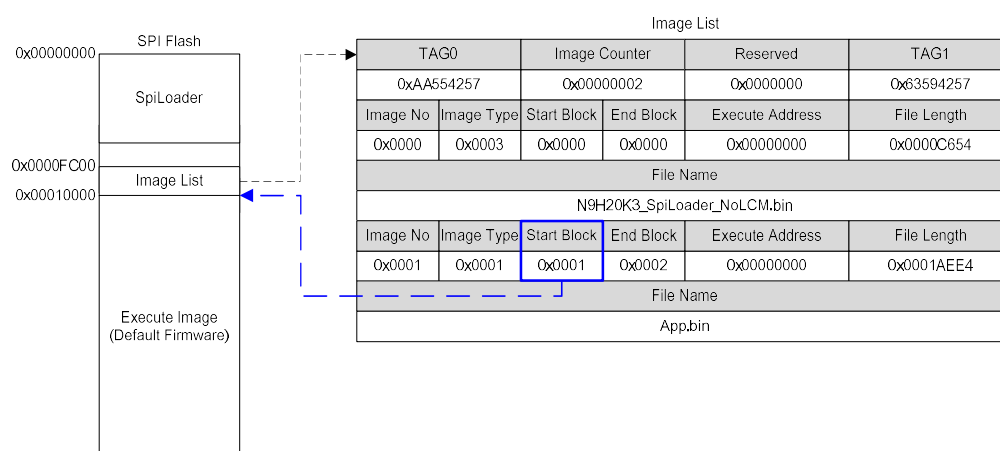 SPI Flash
0x00000000
SpiLoader
0x0000FC00
Image List
0x00010000
Execute Image
(Default Firmware)
Image List
TAG0 Image Counter Reserved TAG1
0xAA554257 0x00000002 0x0000000 0x63594257
Image No Image Type Start Block End Block Execute Address File Length
0x0000 0x0003 0x0000 0x0000 0x00000000 0x0000C654
File Name
N9H20K3_SpiLoader_NoLCM.bin
Image No Image Type Start Block End Block Execute Address File Length
0x0001 0x0001 0x0001 0x0002 0x00000000 0x0001AEE4
File Name
App.bin